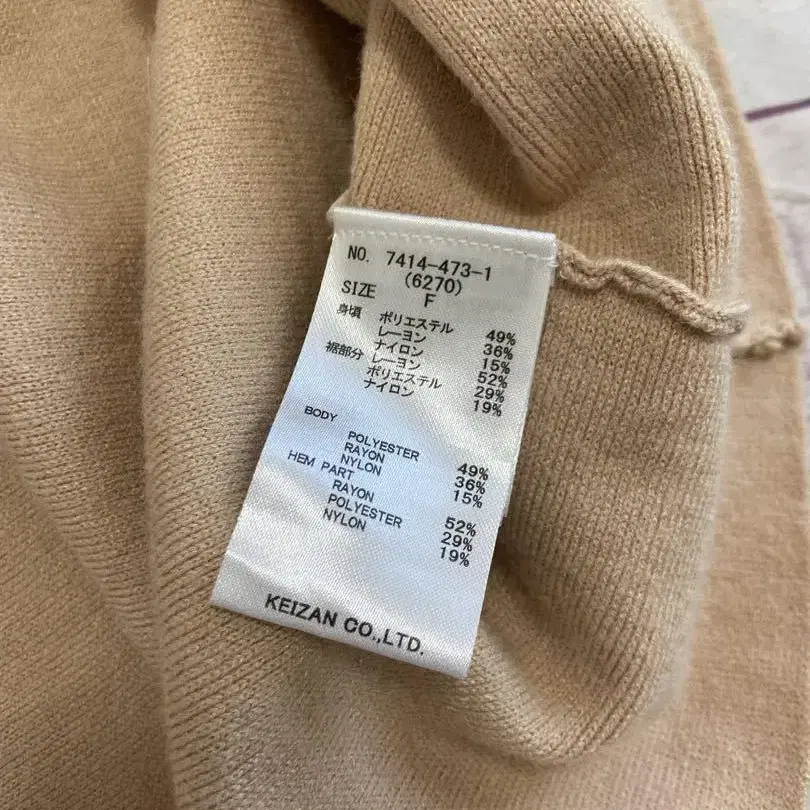 NO. 7414-473-1
(6270)
SIZE F
身頃 ポリエステル 49%
レーヨン 36%
ナイロン 15%
裾部分 レーヨン 52%
ポリエステル 29%
ナイロン 19%
BODY
POLYESTER 49%
RAYON 36%
NYLON 15%
HEM PART
RAYON 52%
POLYESTER 29%
NYLON 19%
KEIZAN CO.,LTD.